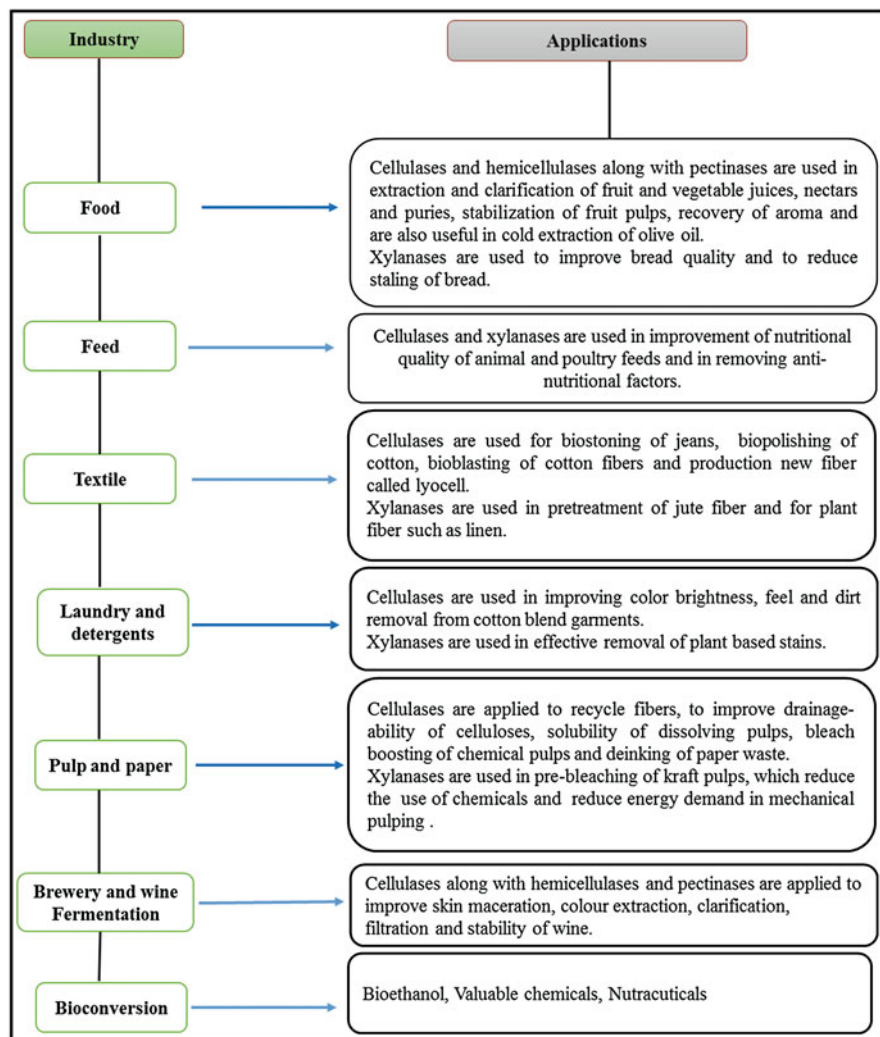 Industry
Applications
Food
Cellulases and hemicellulases along with pectinases are used in
extraction and clarification of fruit and vegetable juices, nectars
and puries, stabilization of fruit pulps, recovery of aroma and
are also useful in cold extraction of olive oil.
Xylanases are used to improve bread quality and to reduce
staling of bread.
Feed
Cellulases and xylanases are used in improvement of nutritional
quality of animal and poultry feeds and in removing anti-
nutritional factors.
Textile
Cellulases are used for biostoning of jeans, biopolishing of
cotton, bioblasting of cotton fibers and production new fiber
called lyocell.
Xylanases are used in pretreatment of jute fiber and for plant
fiber such as linen.
Laundry and
detergents
Cellulases are used in improving color brightness, feel and dirt
removal from cotton blend garments.
Xylanases are used in effective removal of plant based stains.
Pulp and paper
Cellulases are applied to recycle fibers, to improve drainage-
ability of celluloses, solubility of dissolving pulps, bleach
boosting of chemical pulps and deinking of paper waste.
Xylanases are used in pre-bleaching of kraft pulps, which reduce
the use of chemicals and reduce energy demand in mechanical
pulping .
Brewery and wine
Fermentation
Cellulases along with hemicellulases and pectinases are applied to
improve skin maceration, colour extraction, clarification,
filtration and stability of wine.
Bioconversion
Bioethanol, Valuable chemicals, Nutracuticals